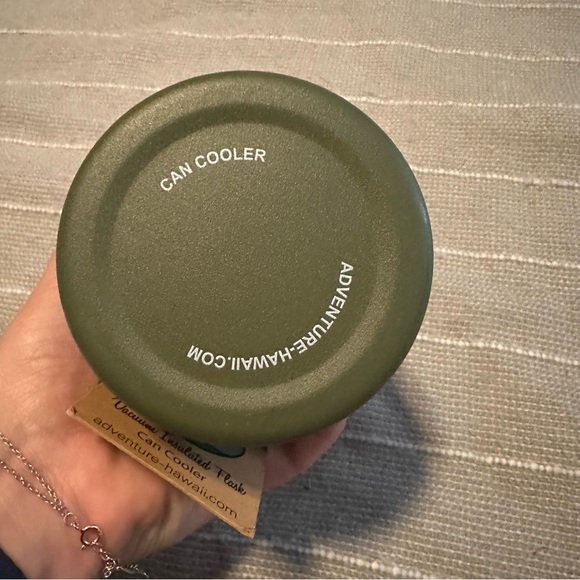 CAN COOLER
ADVENTURE-HAWAII.COM
Vacuum Insulated Flask
Can Cooler
adventure-hawaii.com